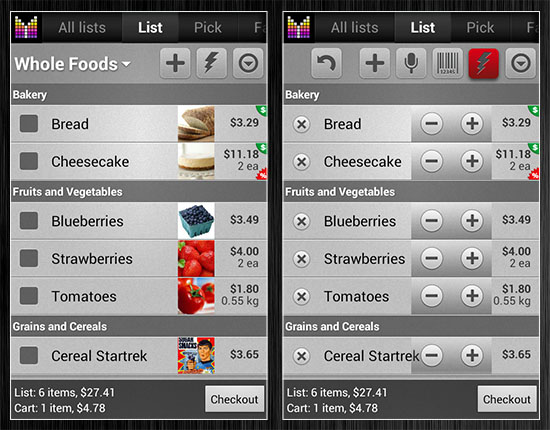 All lists List Pick Fa
Whole Foods
Bakery
Bread $3.29
$
Cheesecake $11.18
2 ea
%
Fruits and Vegetables
Blueberries $3.49
Strawberries $4.00
2 ea
Tomatoes $1.80
0.55 kg
Grains and Cereals
SUGAR
SMACKS
Cereal Startrek $3.65
List: 6 items, $27.41
Cart: 1 item, $4.78
Checkout
All lists List Pick Fa
12345
Bakery
Bread $3.29
$
Cheesecake $11.18
2 ea
%
Fruits and Vegetables
Blueberries $3.49
Strawberries $4.00
2 ea
Tomatoes $1.80
0.55 kg
Grains and Cereals
Cereal Startrek $3.65
List: 6 items, $27.41
Cart: 1 item, $4.78
Checkout